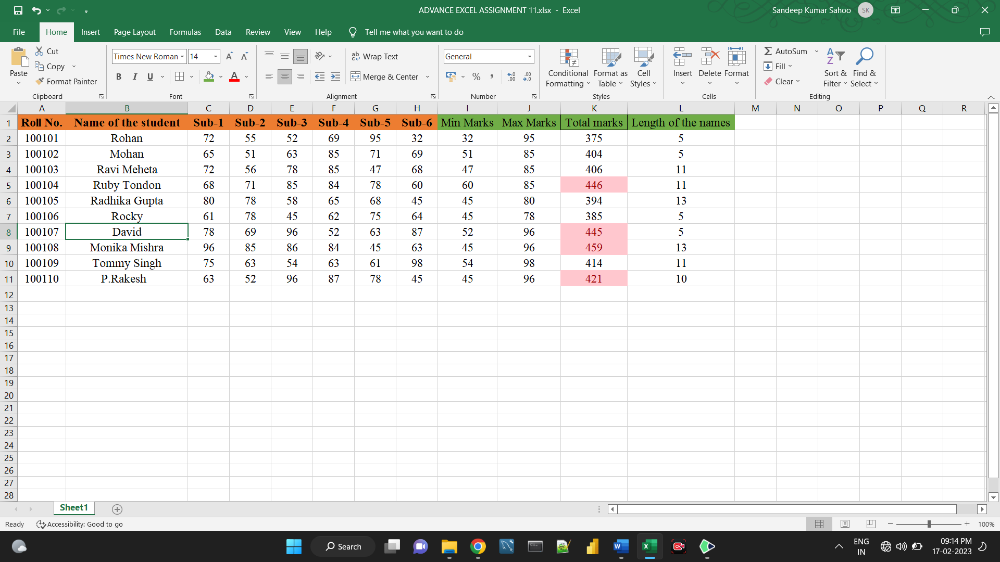 ADVANCE EXCEL ASSIGNMENT 11.xlsx - Excel
Sandeep Kumar Sahoo SK
File Home Insert Page Layout Formulas Data Review View Help Tell me what you want to do
Paste Cut Copy Format Painter Clipboard
Times New Roman 14 A A B I U A Font
ab Wrap Text Merge & Center Alignment
General % , .00 Number
Conditional Formatting Format as Table Cell Styles Styles
Insert Delete Format Cells
AutoSum Fill Clear Sort & Filter Find & Select Editing
A B C D E F G H I J K L M N O P Q R
1 Roll No. Name of the student Sub-1 Sub-2 Sub-3 Sub-4 Sub-5 Sub-6 Min Marks Max Marks Total marks Length of the names
2 100101 Rohan 72 55 52 69 95 32 32 95 375 5
3 100102 Mohan 65 51 63 85 71 69 51 85 404 5
4 100103 Ravi Meheta 72 56 78 85 47 68 47 85 406 11
5 100104 Ruby Tondon 68 71 85 84 78 60 60 85 446 11
6 100105 Radhika Gupta 80 78 58 65 68 45 45 80 394 13
7 100106 Rocky 61 78 45 62 75 64 45 78 385 5
8 100107 David 78 69 96 52 63 87 52 96 445 5
9 100108 Monika Mishra 96 85 86 84 45 63 45 96 459 13
10 100109 Tommy Singh 75 63 54 63 61 98 54 98 414 11
11 100110 P.Rakesh 63 52 96 87 78 45 45 96 421 10
12
13
14
15
16
17
18
19
20
21
22
23
24
25
26
27
28
Sheet1
Ready Accessibility: Good to go 100%
Search
ENG
IN
09:14 PM
17-02-2023